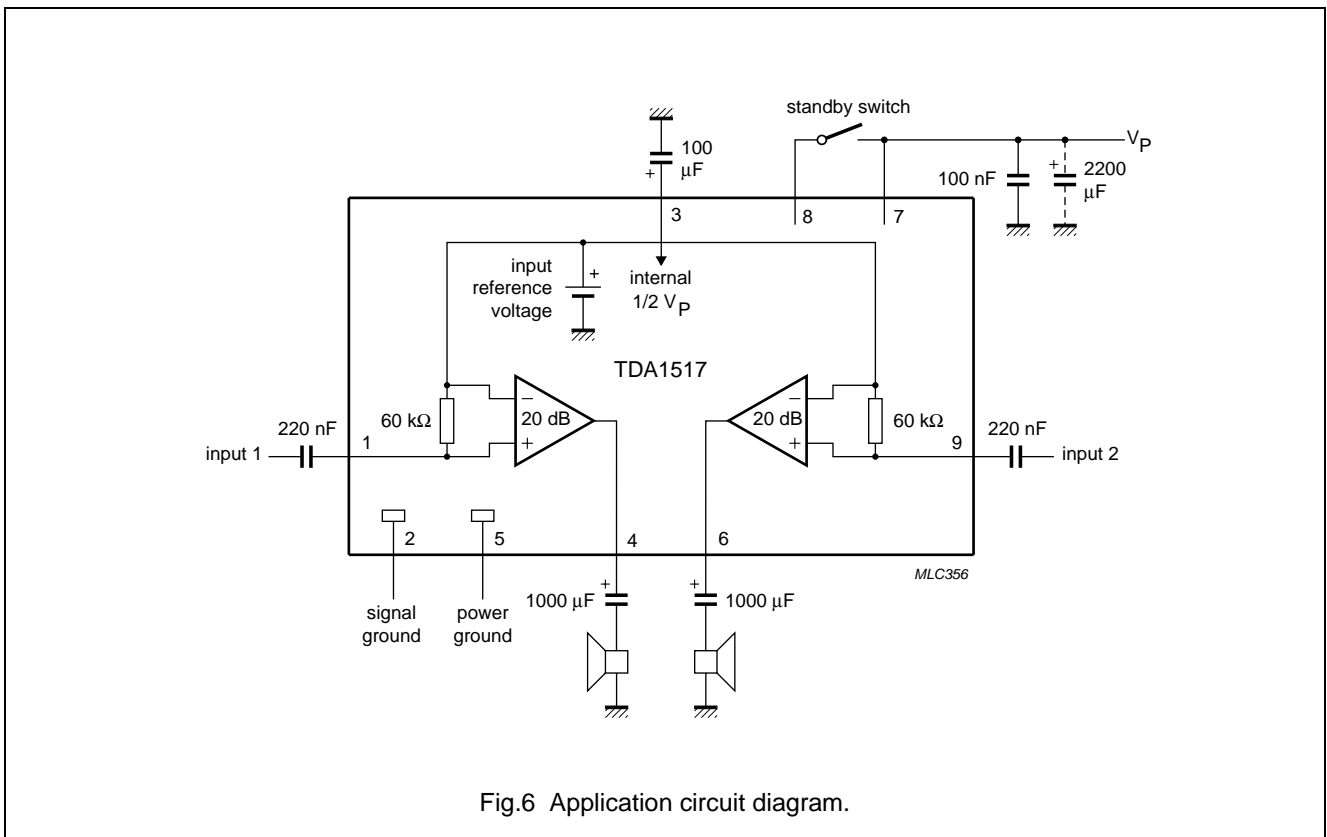 standby switch
V_P
100
μF
+
100 nF
+
2200
μF
3
8
7
input
reference
voltage
+
internal
1/2 V_P
TDA1517
220 nF
input 1
1
60 kΩ
−
+
20 dB
20 dB
−
+
60 kΩ
9
220 nF
input 2
2
5
4
6
MLC356
signal
ground
power
ground
+
1000 μF
+
1000 μF
Fig.6 Application circuit diagram.